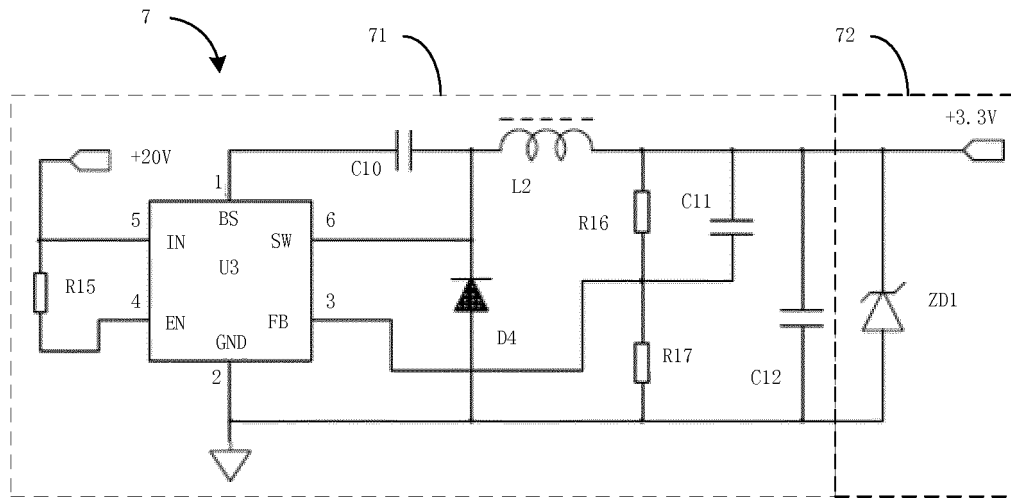 7
71
72
+20V
+3.3V
1
C10
L2
BS
5
IN
6
SW
R16
C11
U3
R15
4
EN
3
FB
D4
ZD1
GND
R17
C12
2